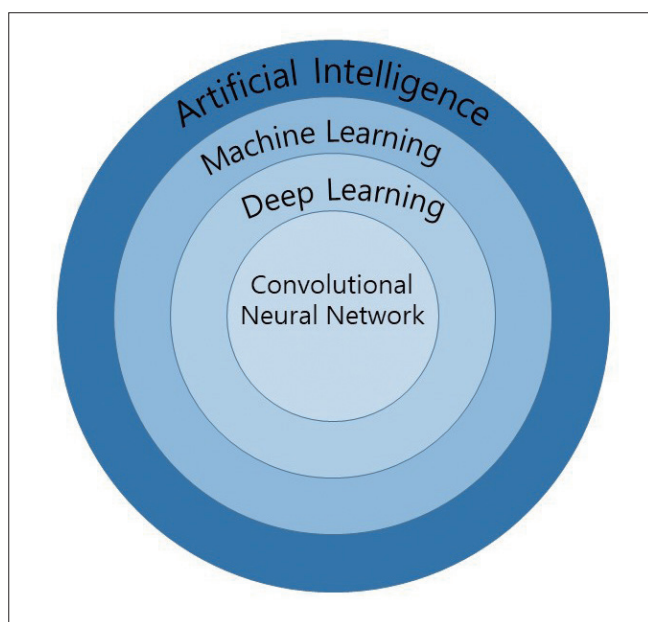 Artificial Intelligence
Machine Learning
Deep Learning
Convolutional
Neural Network